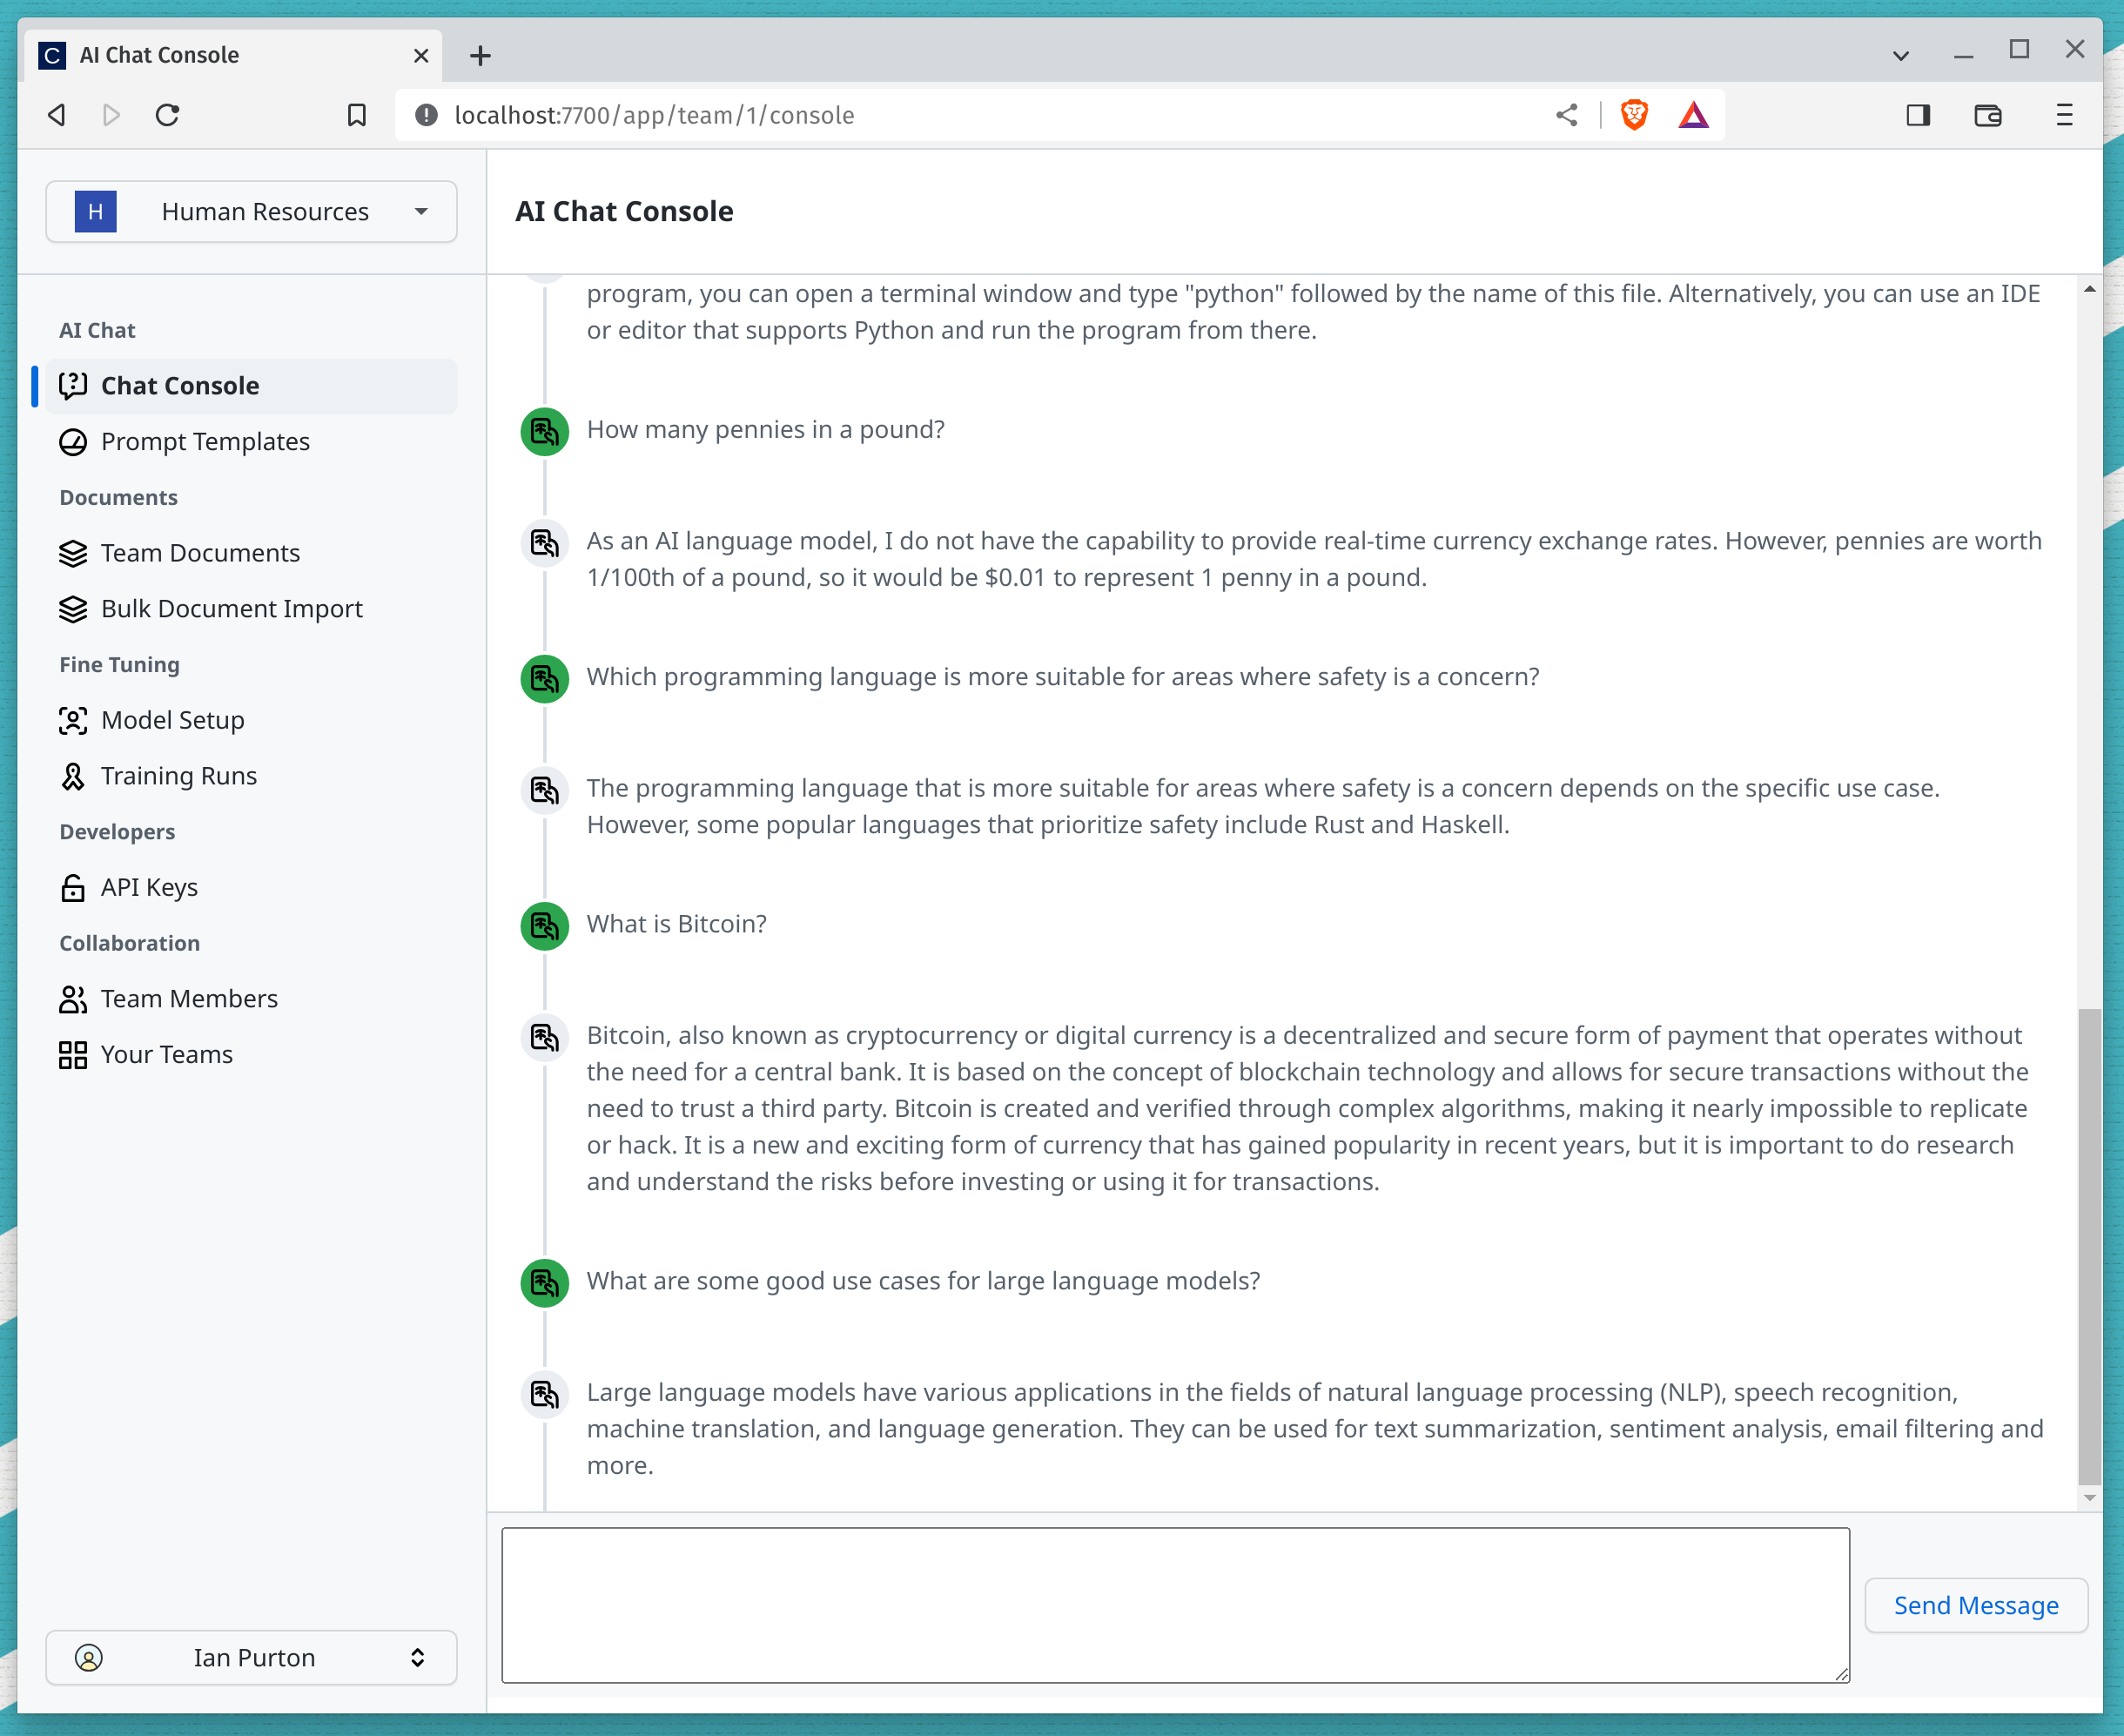 C AI Chat Console
localhost:7700/app/team/1/console
H Human Resources
AI Chat
Chat Console
Prompt Templates
Documents
Team Documents
Bulk Document Import
Fine Tuning
Model Setup
Training Runs
Developers
API Keys
Collaboration
Team Members
Your Teams
Ian Purton
AI Chat Console
program, you can open a terminal window and type "python" followed by the name of this file. Alternatively, you can use an IDE
or editor that supports Python and run the program from there.
How many pennies in a pound?
As an AI language model, I do not have the capability to provide real-time currency exchange rates. However, pennies are worth
1/100th of a pound, so it would be $0.01 to represent 1 penny in a pound.
Which programming language is more suitable for areas where safety is a concern?
The programming language that is more suitable for areas where safety is a concern depends on the specific use case.
However, some popular languages that prioritize safety include Rust and Haskell.
What is Bitcoin?
Bitcoin, also known as cryptocurrency or digital currency is a decentralized and secure form of payment that operates without
the need for a central bank. It is based on the concept of blockchain technology and allows for secure transactions without the
need to trust a third party. Bitcoin is created and verified through complex algorithms, making it nearly impossible to replicate
or hack. It is a new and exciting form of currency that has gained popularity in recent years, but it is important to do research
and understand the risks before investing or using it for transactions.
What are some good use cases for large language models?
Large language models have various applications in the fields of natural language processing (NLP), speech recognition,
machine translation, and language generation. They can be used for text summarization, sentiment analysis, email filtering and
more.
Send Message